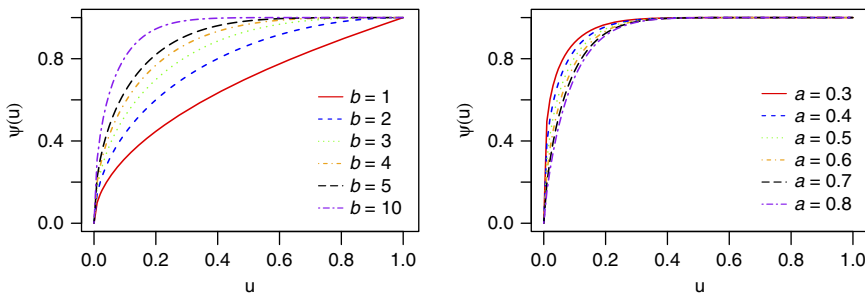 ψ(u)
0.8
0.4
0.0
0.0 0.2 0.4 0.6 0.8 1.0
u
b = 1
b = 2
b = 3
b = 4
b = 5
b = 10
ψ(u)
0.8
0.4
0.0
0.0 0.2 0.4 0.6 0.8 1.0
u
a = 0.3
a = 0.4
a = 0.5
a = 0.6
a = 0.7
a = 0.8